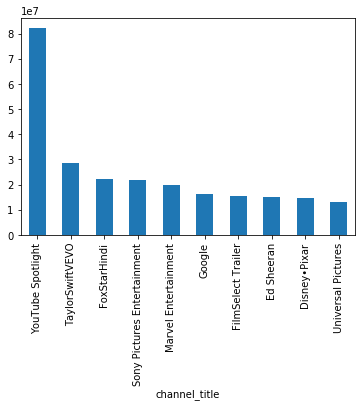 1e7
8
7
6
5
4
3
2
1
0
YouTube Spotlight
TaylorSwiftVEVO
FoxStarHindi
Sony Pictures Entertainment
Marvel Entertainment
Google
FilmSelect Trailer
Ed Sheeran
Disney•Pixar
Universal Pictures
channel_title